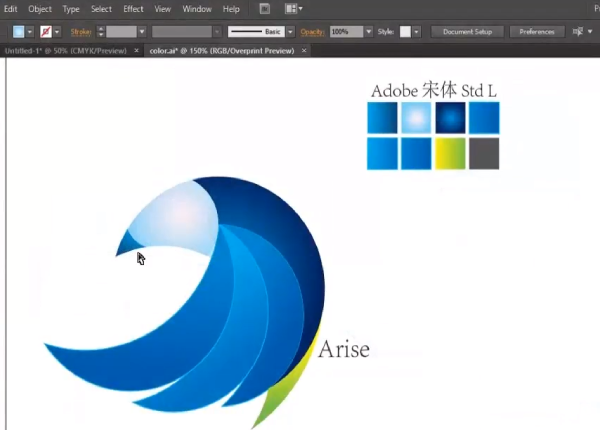 Edit Object Type Select Effect View Window Help Br
Stroke: Basic Opacity: 100% Style: Document Setup Preferences
Untitled-1* @ 50% (CMYK/Preview) × color.ai* @ 150% (RGB/Overprint Preview) ×
Adobe 宋体 Std L
Arise